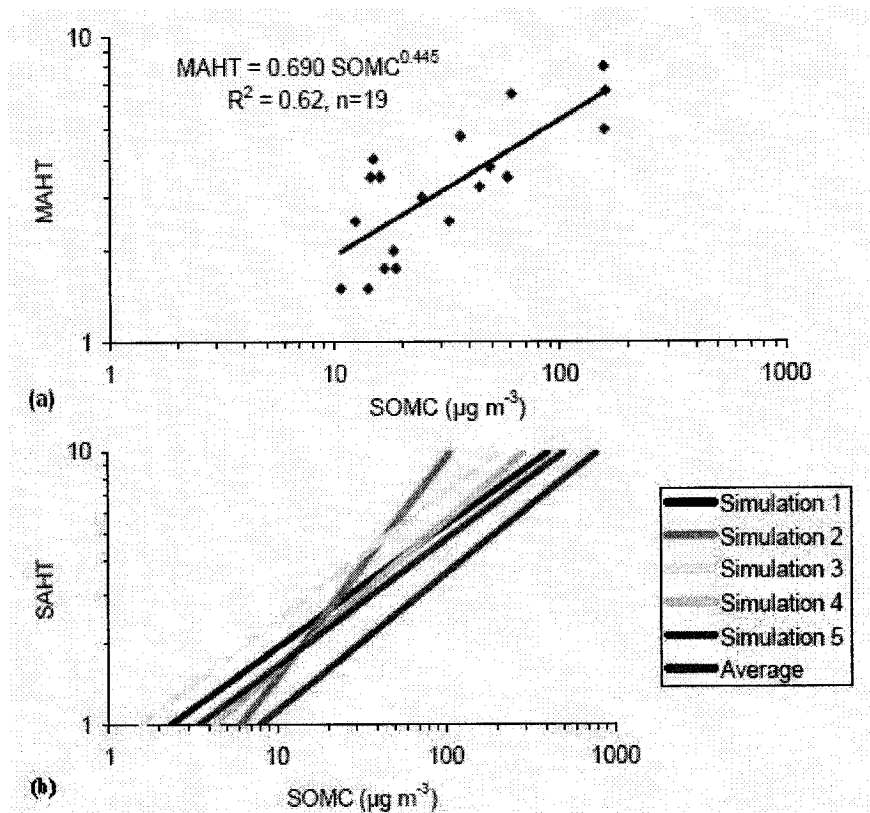 10
MAHT = 0.690 SOMC^0.445
R² = 0.62, n=19
MAHT
1
1 10 100 1000
(a)
SOMC (µg m⁻³)
10
SAHT
1
1 10 100 1000
(b)
SOMC (µg m⁻³)
Simulation 1
Simulation 2
Simulation 3
Simulation 4
Simulation 5
Average